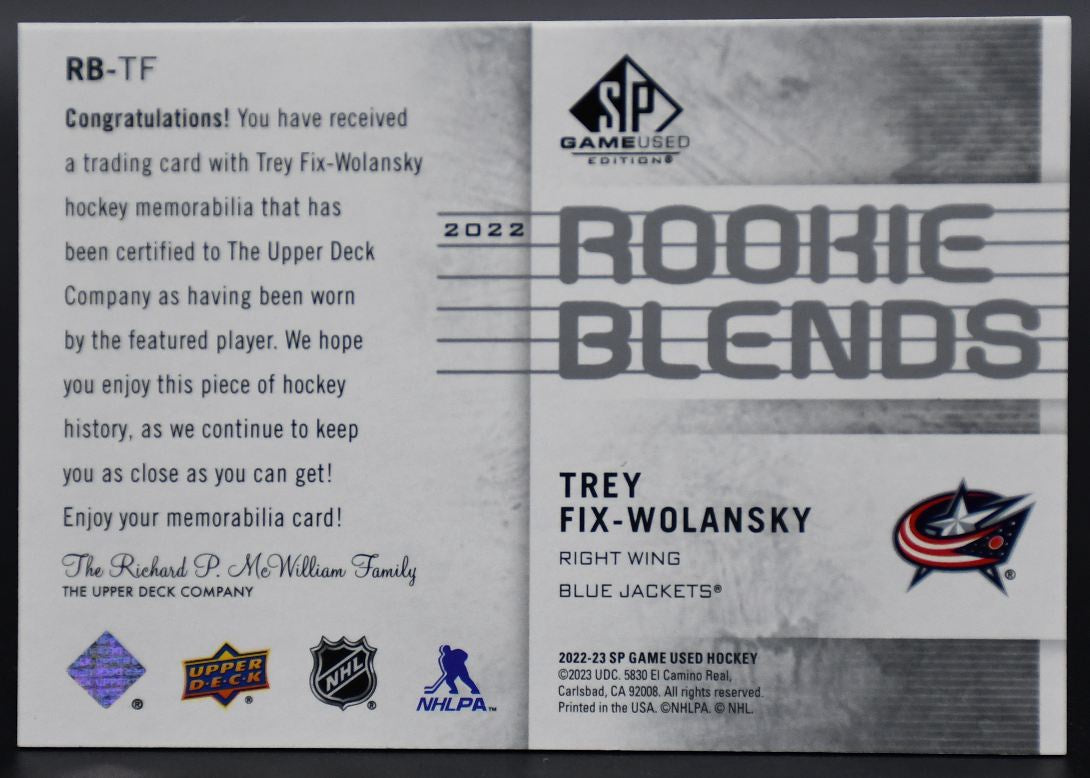 RB-TF
Congratulations! You have received
a trading card with Trey Fix-Wolansky
hockey memorabilia that has
been certified to The Upper Deck
Company as having been worn
by the featured player. We hope
you enjoy this piece of hockey
history, as we continue to keep
you as close as you can get!
Enjoy your memorabilia card!
The Richard P. McWilliam Family
THE UPPER DECK COMPANY
®
UPPER
D·E·C·K
®
NHL
®
NHLPA™
SP
GAMEUSED
EDITION®
2022
ROOKIE
BLENDS
TREY
FIX-WOLANSKY
RIGHT WING
BLUE JACKETS®
®
2022-23 SP GAME USED HOCKEY
©2023 UDC. 5830 El Camino Real,
Carlsbad, CA 92008. All rights reserved.
Printed in the USA. ©NHLPA. © NHL.